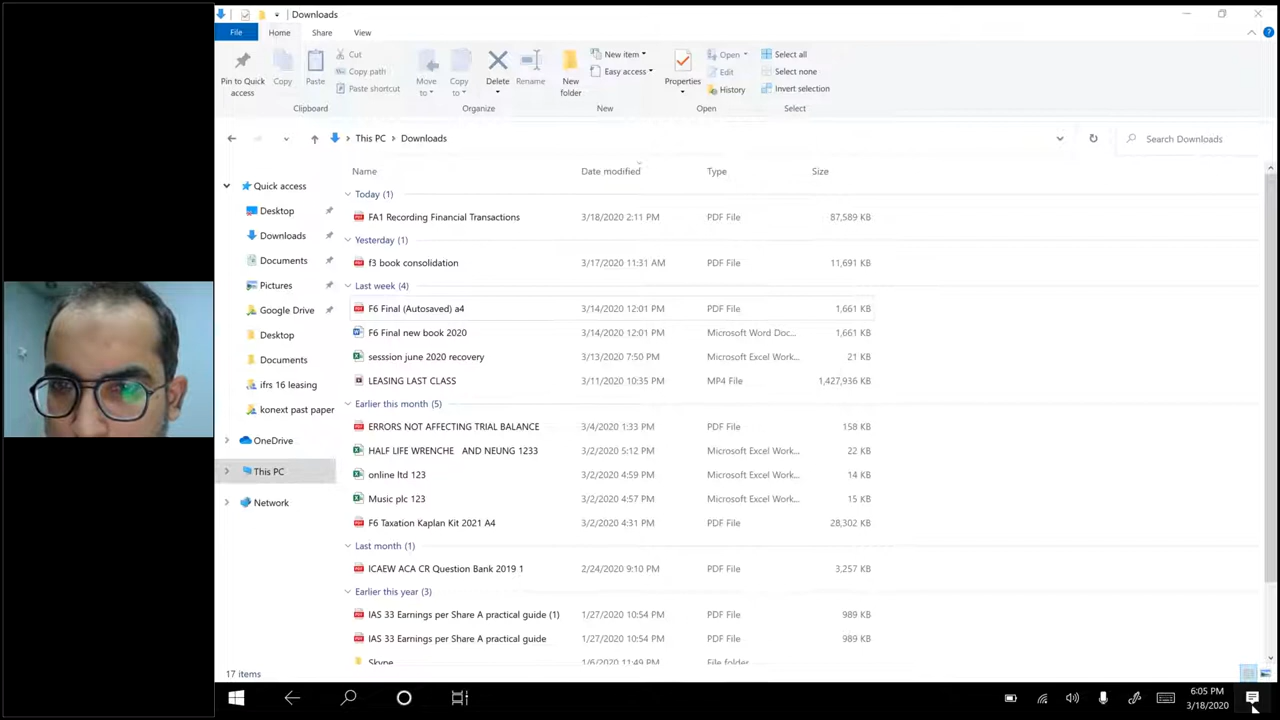 Downloads
File Home Share View
Pin to Quick access
Copy
Paste
Cut
Copy path
Paste shortcut
Clipboard
Move to
Copy to
Delete
Rename
Organize
New folder
New item
Easy access
New
Properties
Open
Edit
History
Open
Select all
Select none
Invert selection
Select
This PC Downloads
Search Downloads
Quick access
Desktop
Downloads
Documents
Pictures
Google Drive
Desktop
Documents
ifrs 16 leasing
konext past paper
OneDrive
This PC
Network
Name Date modified Type Size
Today (1)
FA1 Recording Financial Transactions 3/18/2020 2:11 PM PDF File 87,589 KB
Yesterday (1)
f3 book consolidation 3/17/2020 11:31 AM PDF File 11,691 KB
Last week (4)
F6 Final (Autosaved) a4 3/14/2020 12:01 PM PDF File 1,661 KB
F6 Final new book 2020 3/14/2020 12:01 PM Microsoft Word Doc... 1,661 KB
sesssion june 2020 recovery 3/13/2020 7:50 PM Microsoft Excel Work... 21 KB
LEASING LAST CLASS 3/11/2020 10:35 PM MP4 File 1,427,936 KB
Earlier this month (5)
ERRORS NOT AFFECTING TRIAL BALANCE 3/4/2020 1:33 PM PDF File 158 KB
HALF LIFE WRENCHE AND NEUNG 1233 3/2/2020 5:12 PM Microsoft Excel Work... 22 KB
online ltd 123 3/2/2020 4:59 PM Microsoft Excel Work... 14 KB
Music plc 123 3/2/2020 4:57 PM Microsoft Excel Work... 15 KB
F6 Taxation Kaplan Kit 2021 A4 3/2/2020 4:31 PM PDF File 28,302 KB
Last month (1)
ICAEW ACA CR Question Bank 2019 1 2/24/2020 9:10 PM PDF File 3,257 KB
Earlier this year (3)
IAS 33 Earnings per Share A practical guide (1) 1/27/2020 10:54 PM PDF File 989 KB
IAS 33 Earnings per Share A practical guide 1/27/2020 10:54 PM PDF File 989 KB
Skype 1/6/2020 11:49 PM File folder
17 items
6:05 PM
3/18/2020